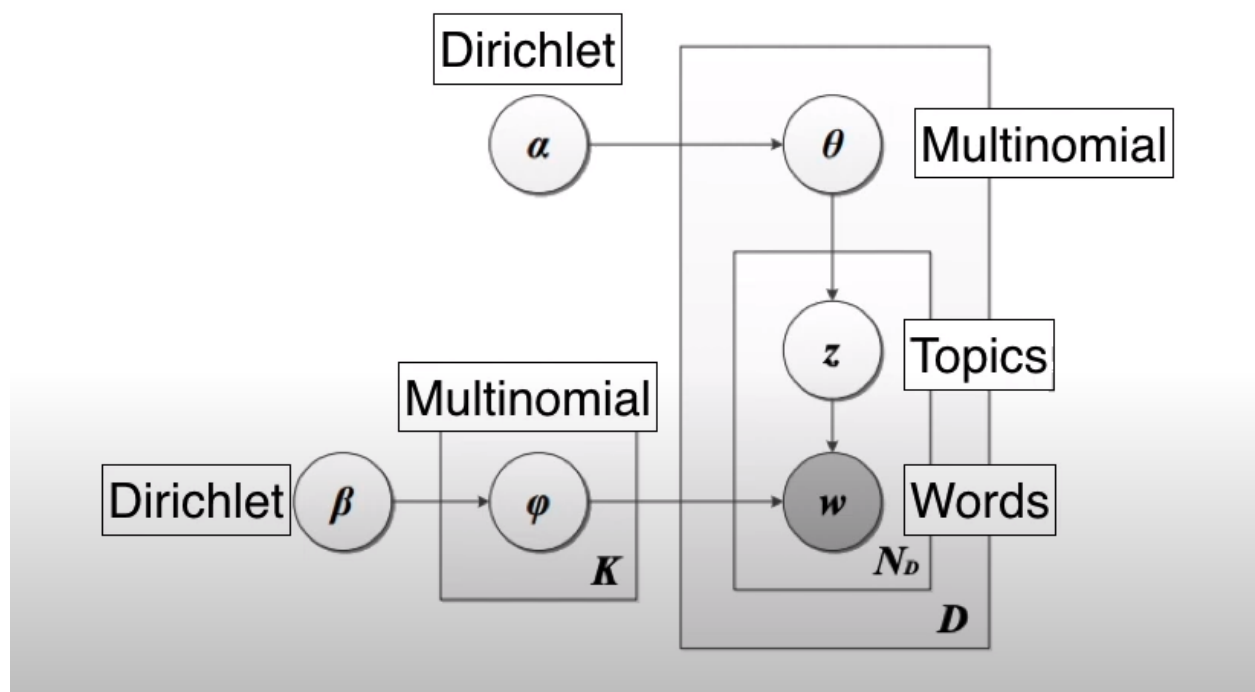 Dirichlet
α
θ
Multinomial
z
Topics
Multinomial
Dirichlet
β
φ
w
Words
K
N_D
D